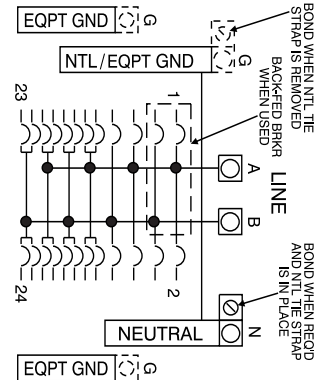 EQPT GND
G
BOND WHEN NTL TIE
STRAP IS REMOVED
NTL/EQPT GND
G
BACK-FED BRKR
WHEN USED
23
1
A
LINE
B
24
2
BOND WHEN REQ'D
AND NTL TIE STRAP
IS IN PLACE
NEUTRAL
N
EQPT GND
G